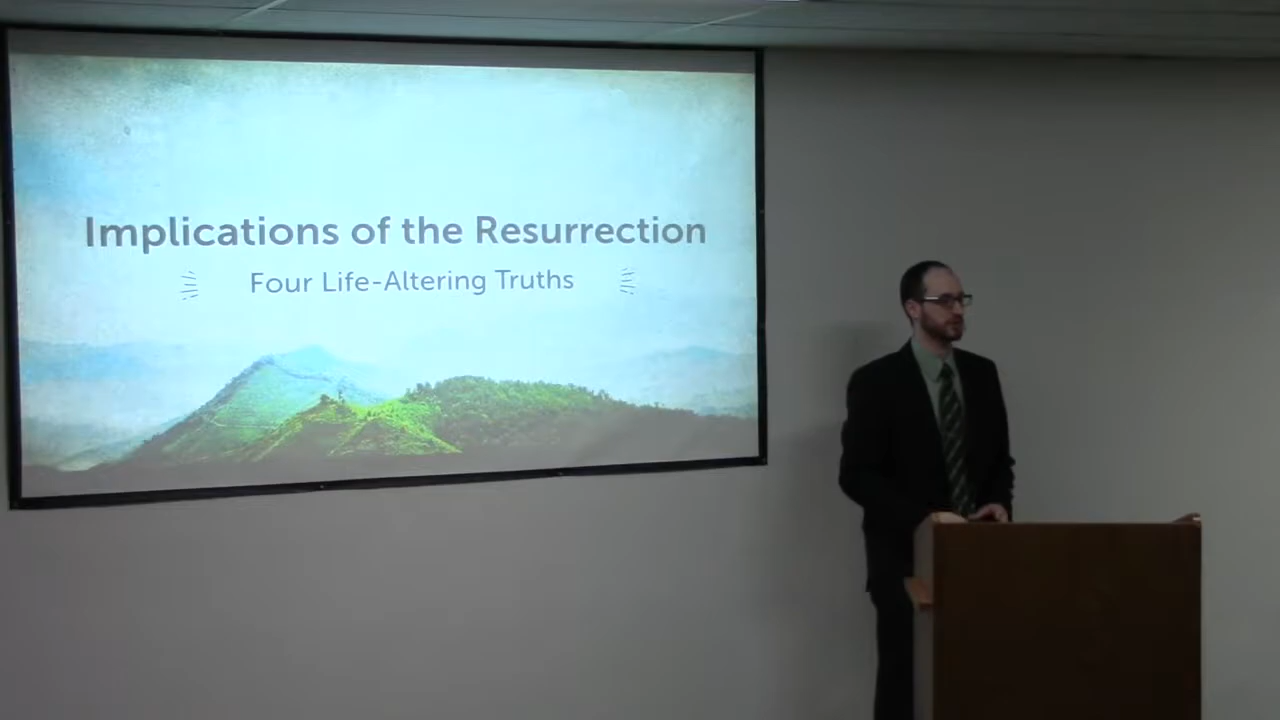 Implications of the Resurrection
Four Life-Altering Truths